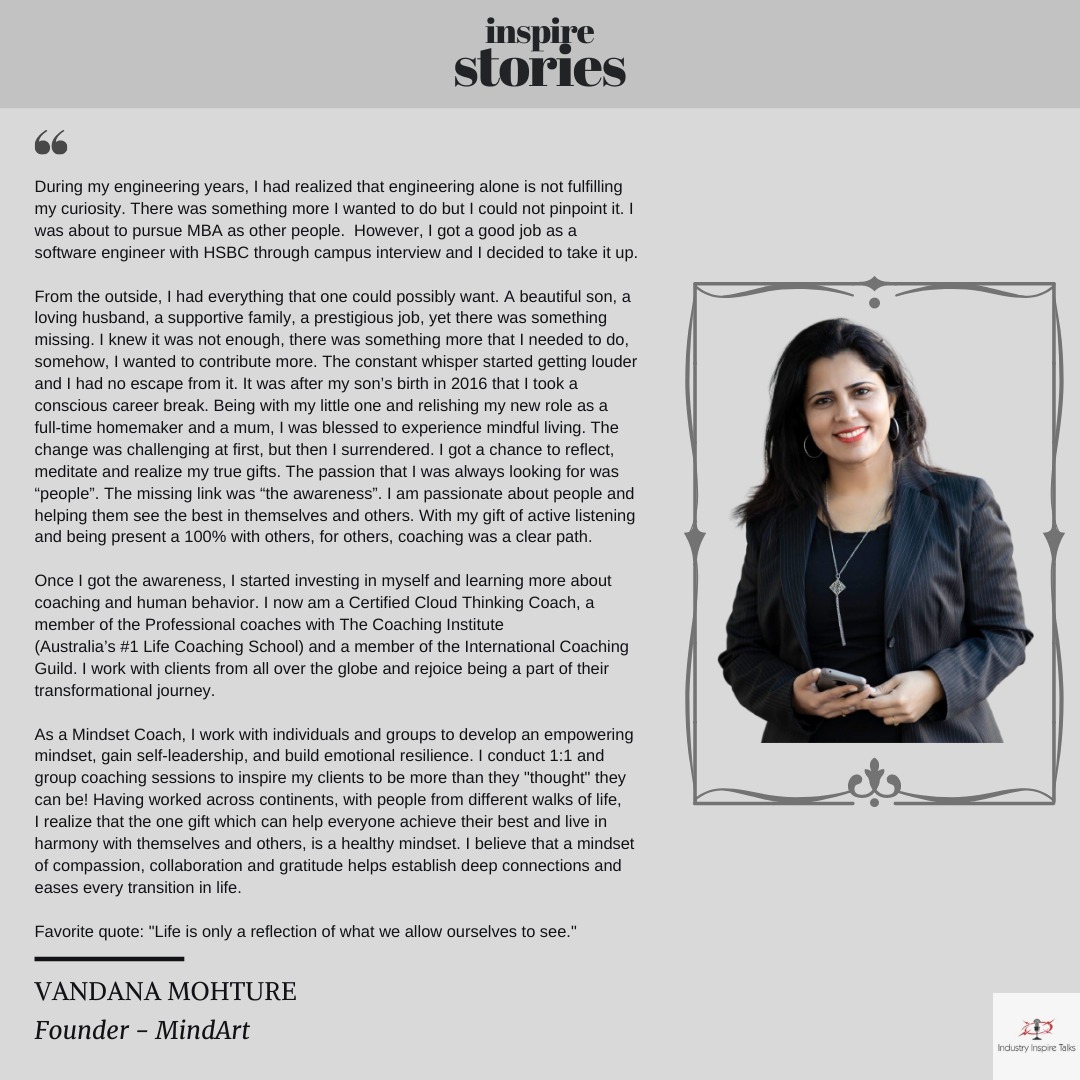 inspire
stories
“
During my engineering years, I had realized that engineering alone is not fulfilling
my curiosity. There was something more I wanted to do but I could not pinpoint it. I
was about to pursue MBA as other people.  However, I got a good job as a
software engineer with HSBC through campus interview and I decided to take it up.
From the outside, I had everything that one could possibly want. A beautiful son, a
loving husband, a supportive family, a prestigious job, yet there was something
missing. I knew it was not enough, there was something more that I needed to do,
somehow, I wanted to contribute more. The constant whisper started getting louder
and I had no escape from it. It was after my son’s birth in 2016 that I took a
conscious career break. Being with my little one and relishing my new role as a
full-time homemaker and a mum, I was blessed to experience mindful living. The
change was challenging at first, but then I surrendered. I got a chance to reflect,
meditate and realize my true gifts. The passion that I was always looking for was
“people”. The missing link was “the awareness”. I am passionate about people and
helping them see the best in themselves and others. With my gift of active listening
and being present a 100% with others, for others, coaching was a clear path.
Once I got the awareness, I started investing in myself and learning more about
coaching and human behavior. I now am a Certified Cloud Thinking Coach, a
member of the Professional coaches with The Coaching Institute
(Australia’s #1 Life Coaching School) and a member of the International Coaching
Guild. I work with clients from all over the globe and rejoice being a part of their
transformational journey.
As a Mindset Coach, I work with individuals and groups to develop an empowering
mindset, gain self-leadership, and build emotional resilience. I conduct 1:1 and
group coaching sessions to inspire my clients to be more than they "thought" they
can be! Having worked across continents, with people from different walks of life,
I realize that the one gift which can help everyone achieve their best and live in
harmony with themselves and others, is a healthy mindset. I believe that a mindset
of compassion, collaboration and gratitude helps establish deep connections and
eases every transition in life.
Favorite quote: "Life is only a reflection of what we allow ourselves to see."
VANDANA MOHTURE
Founder – MindArt
Industry Inspire Talks